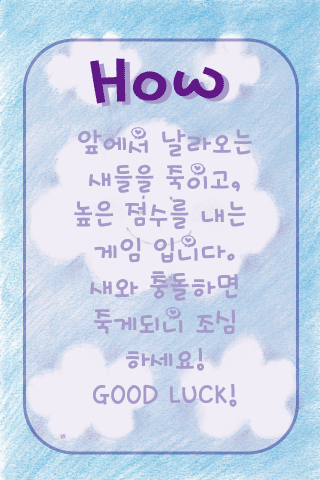 How
앞에서 날라오는
새들을 죽이고,
높은 점수를 내는
게임 입니다.
새와 충돌하면
죽게되니 조심
하세요!
GOOD LUCK!